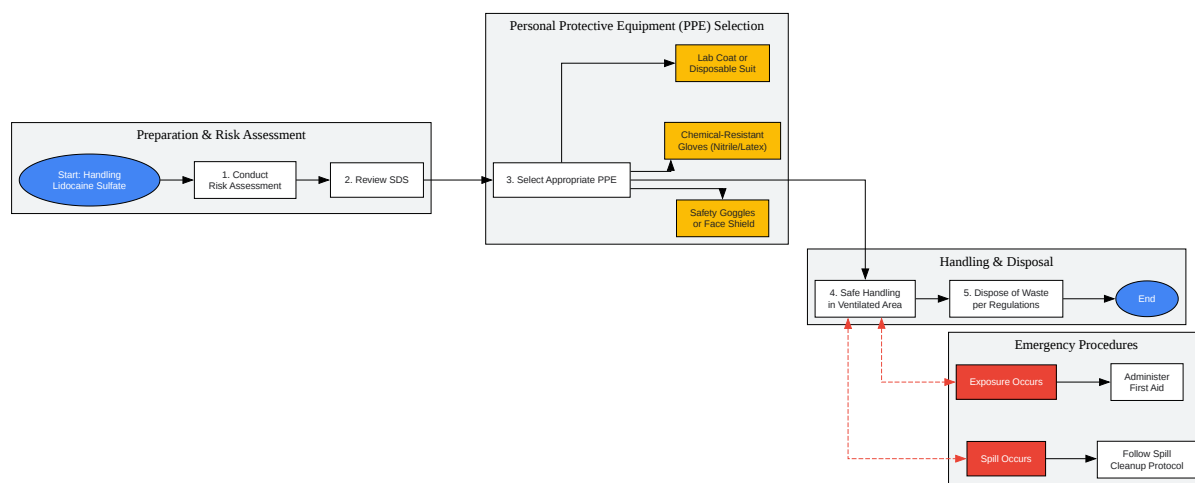 Personal Protective Equipment (PPE) Selection
Lab Coat or
Disposable Suit
Chemical-Resistant
Gloves (Nitrile/Latex)
3. Select Appropriate PPE
Safety Goggles
or Face Shield
Preparation & Risk Assessment
Start: Handling
Lidocaine Sulfate
1. Conduct
Risk Assessment
2. Review SDS
Handling & Disposal
4. Safe Handling
in Ventilated Area
5. Dispose of Waste
per Regulations
End
Emergency Procedures
Exposure Occurs
Administer
First Aid
Spill Occurs
Follow Spill
Cleanup Protocol